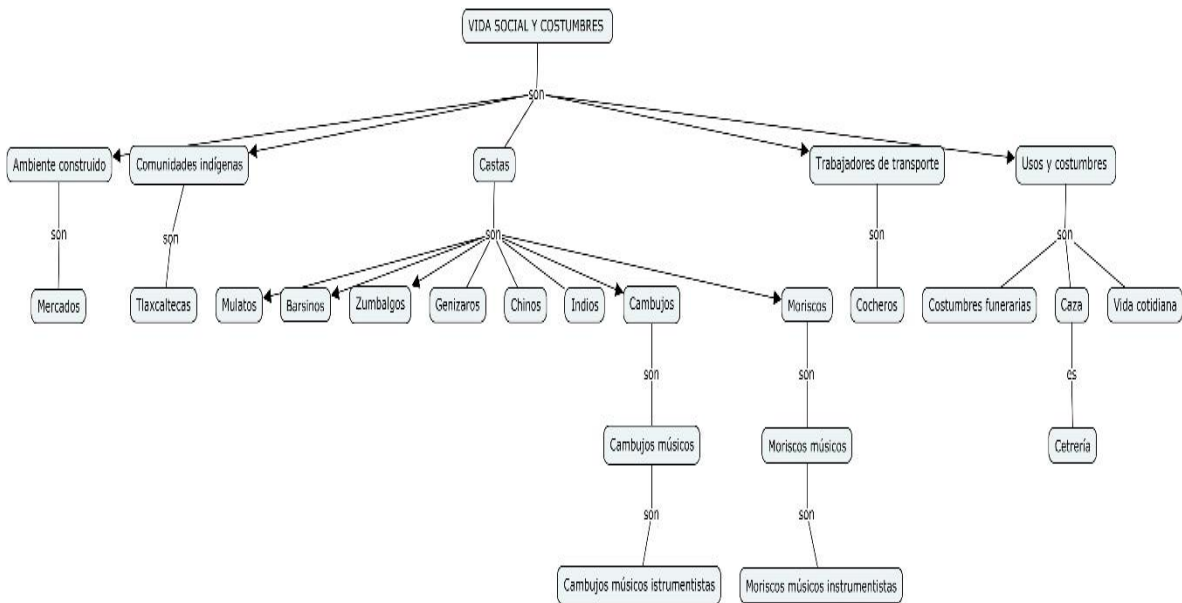 VIDA SOCIAL Y COSTUMBRES
son
Ambiente construido
Comunidades indígenas
Castas
Trabajadores de transporte
Usos y costumbres
son
son
son
son
son
Mercados
Tlaxcaltecas
Mulatos
Barsinos
Zumbalgos
Genizaros
Chinos
Indios
Cambujos
Moriscos
Cocheros
Costumbres funerarias
Caza
Vida cotidiana
son
son
es
Cambujos músicos
Moriscos músicos
Cetrería
son
son
Cambujos músicos istrumentistas
Moriscos músicos instrumentistas